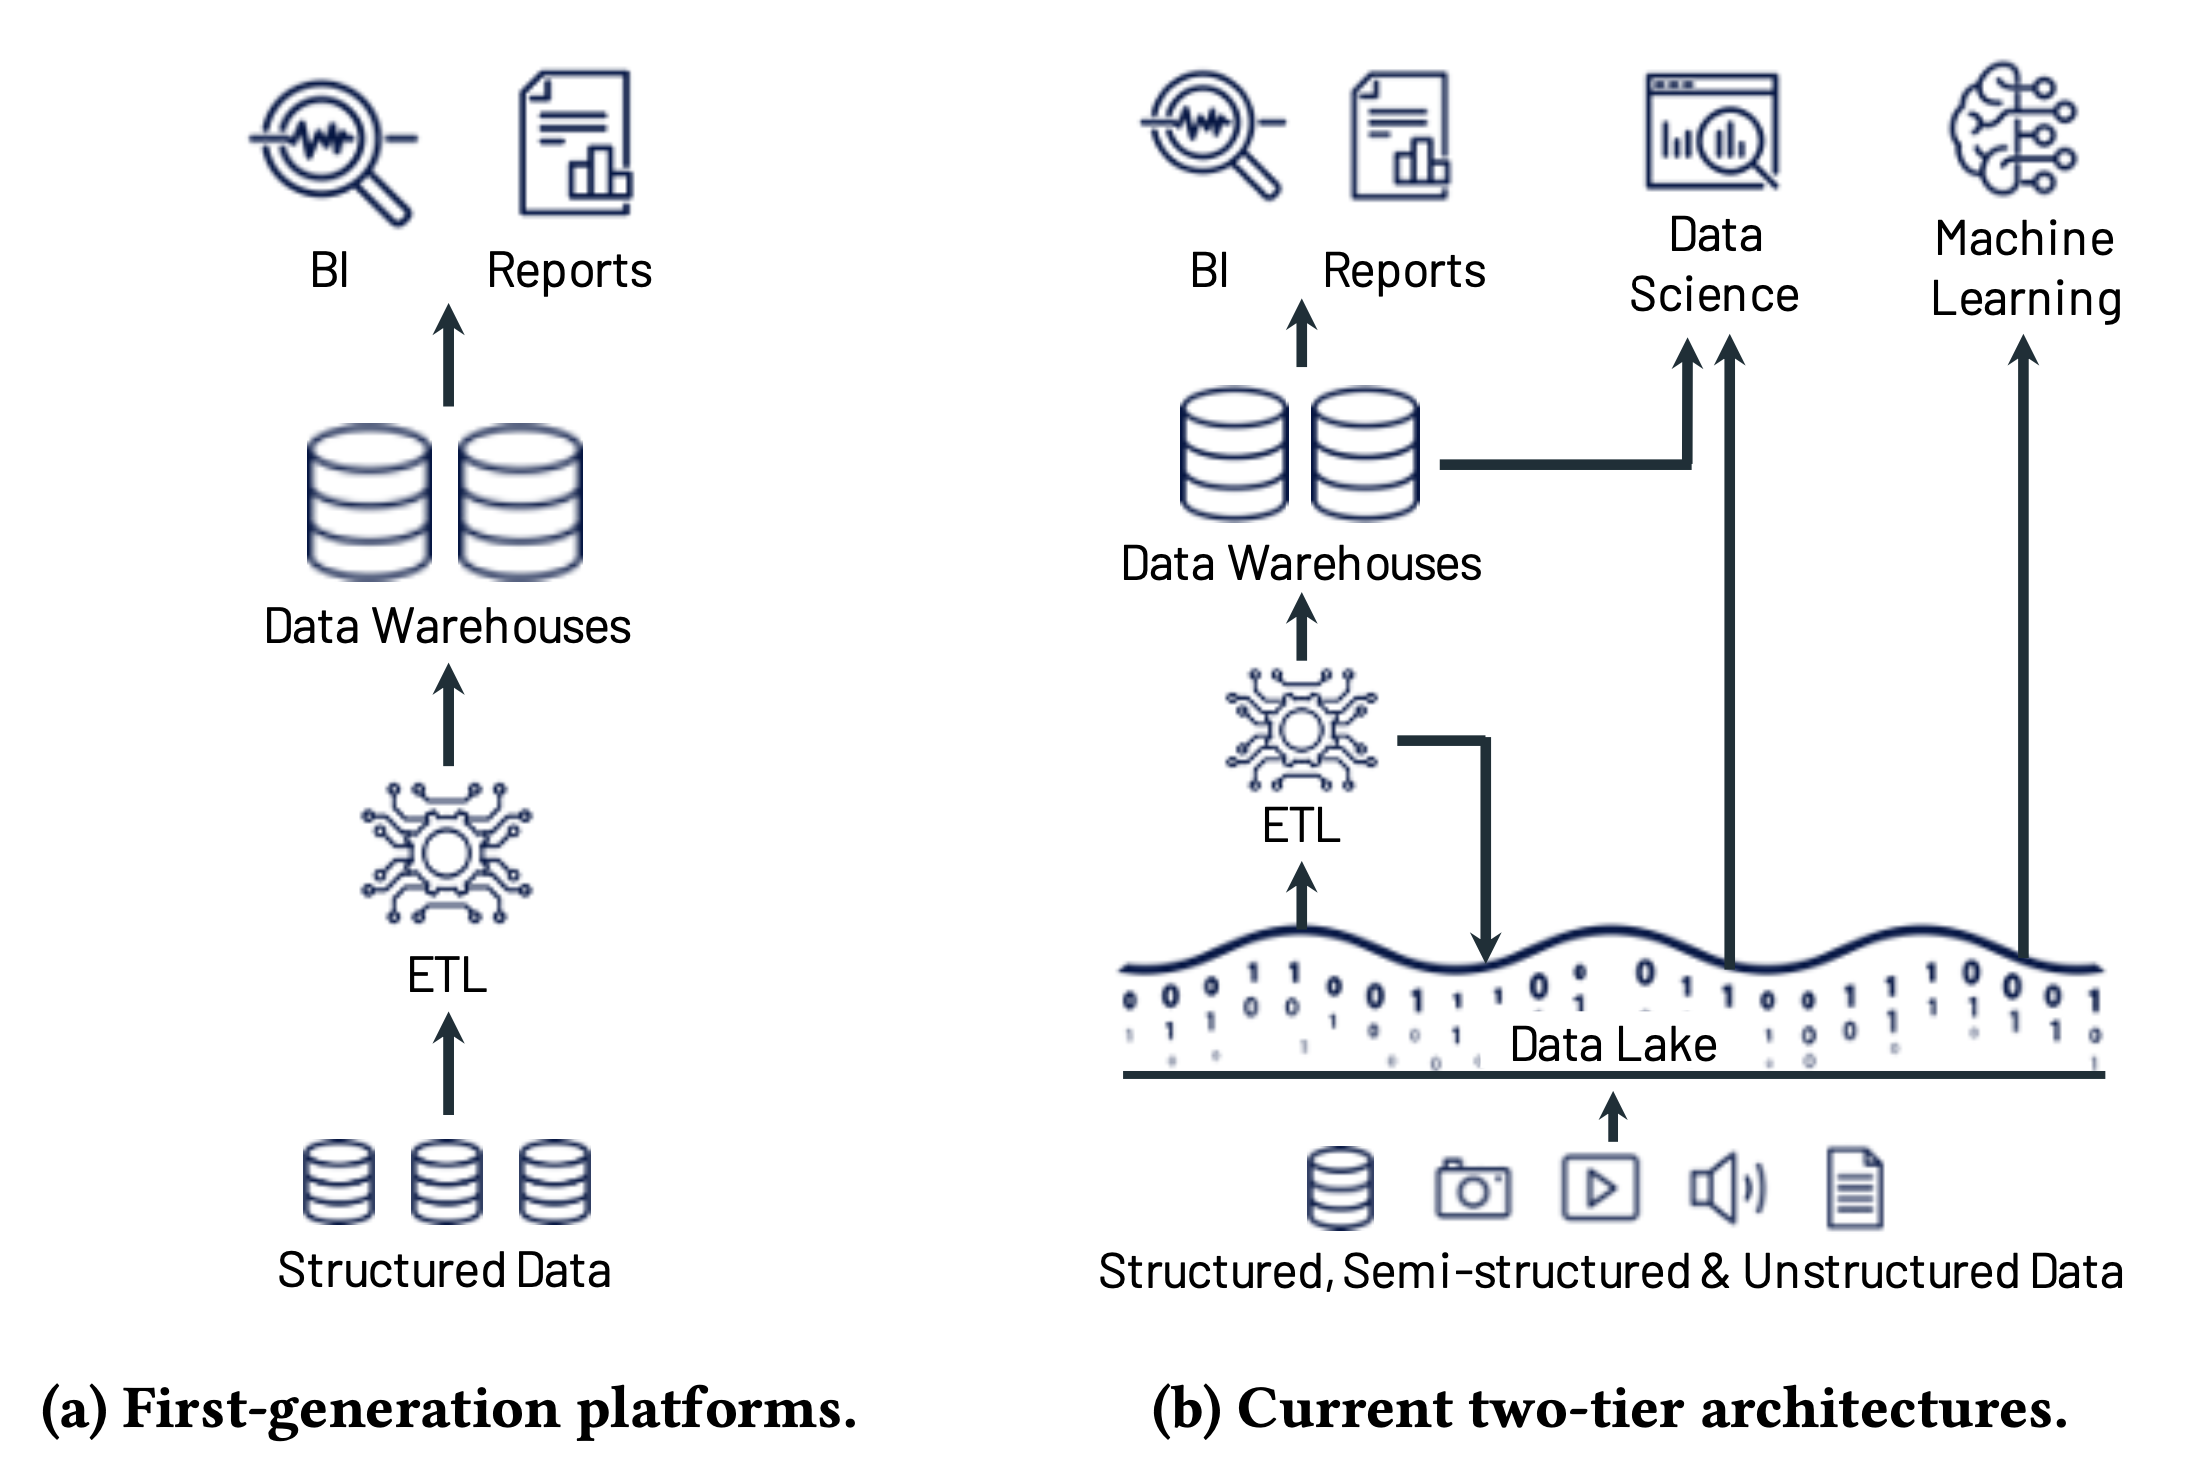 BI
Reports
Data Warehouses
ETL
Structured Data
(a) First-generation platforms.
BI
Reports
Data
Science
Machine
Learning
Data Warehouses
ETL
Data Lake
Structured, Semi-structured & Unstructured Data
(b) Current two-tier architectures.